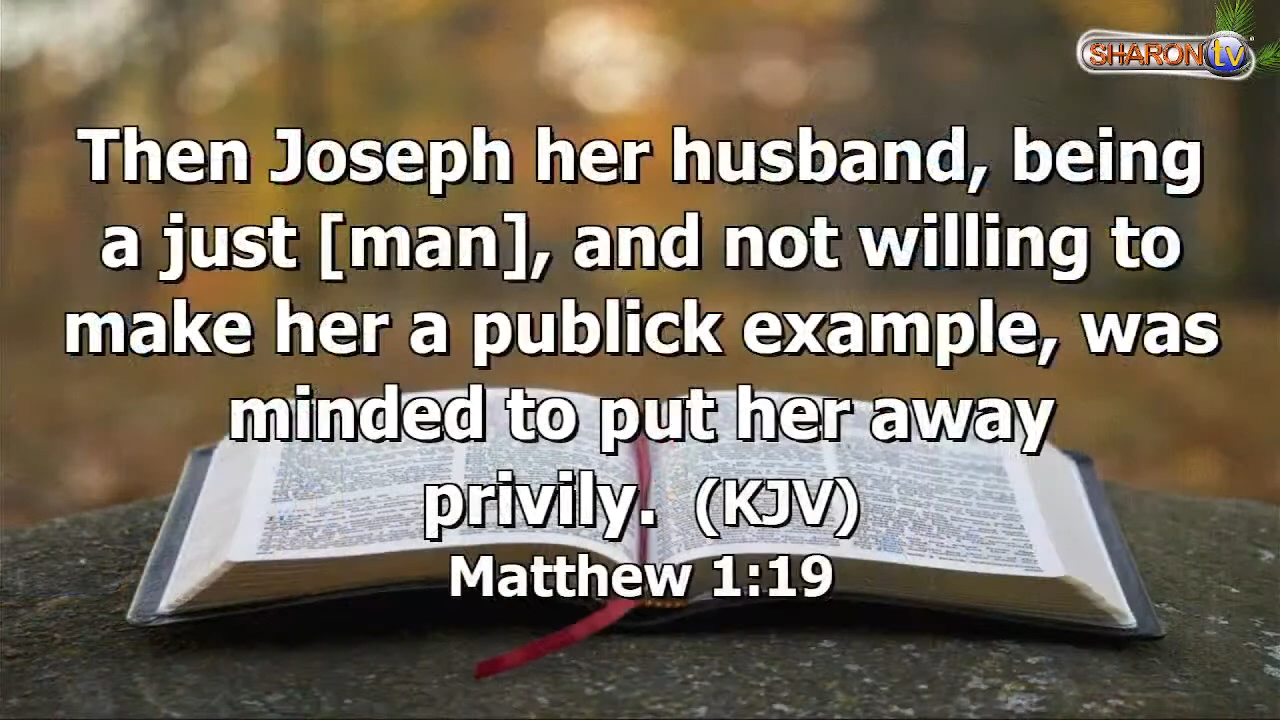 SHARON tv
Then Joseph her husband, being
a just [man], and not willing to
make her a publick example, was
minded to put her away
privily. (KJV)
Matthew 1:19